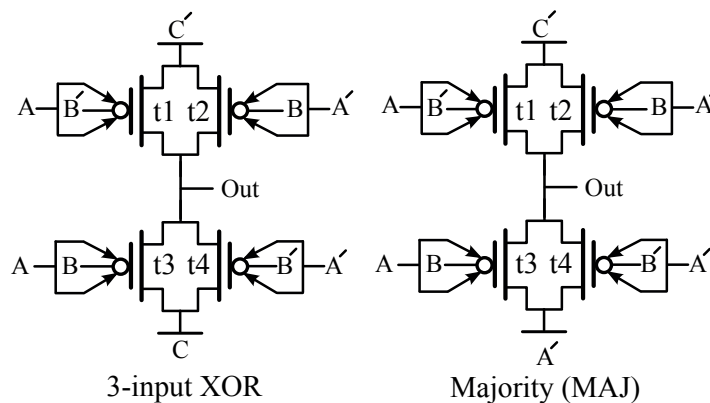 C′ C′
A B′ t1 t2 B A′ A B′ t1 t2 B A′
Out Out
A B t3 t4 B′ A′ A B t3 t4 B′ A′
C A′
3-input XOR Majority (MAJ)